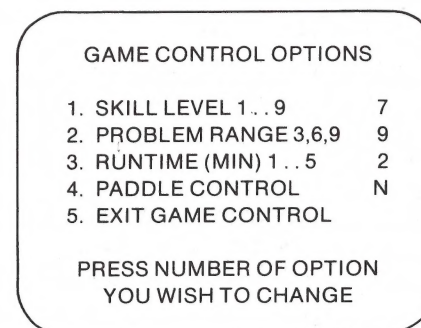 GAME CONTROL OPTIONS
1. SKILL LEVEL 1 . . 9 7
2. PROBLEM RANGE 3,6,9 9
3. RUNTIME (MIN) 1 . . 5 2
4. PADDLE CONTROL N
5. EXIT GAME CONTROL
PRESS NUMBER OF OPTION
YOU WISH TO CHANGE